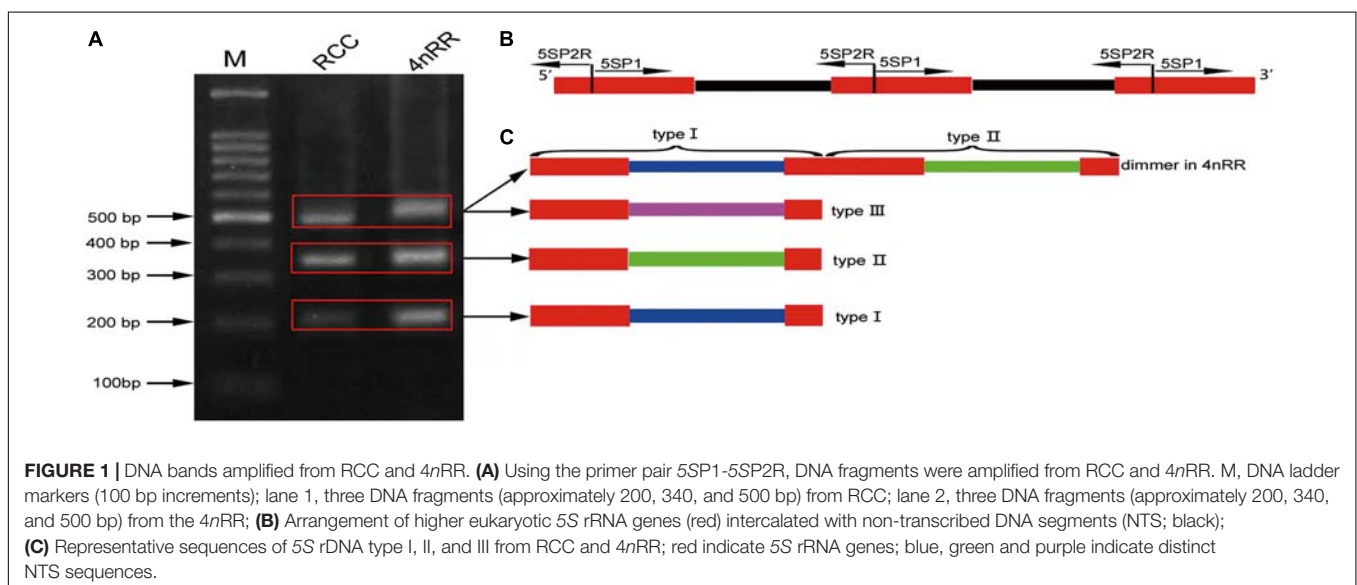 A
M
RCC
4nRR
500 bp
400 bp
300 bp
200 bp
100bp
B
5SP2R
5SP1
5SP2R
5SP1
5SP2R
5SP1
5′
3′
C
type I
type II
dimmer in 4nRR
type III
type II
type I
FIGURE 1 | DNA bands amplified from RCC and 4nRR. (A) Using the primer pair 5SP1-5SP2R, DNA fragments were amplified from RCC and 4nRR. M, DNA ladder
markers (100 bp increments); lane 1, three DNA fragments (approximately 200, 340, and 500 bp) from RCC; lane 2, three DNA fragments (approximately 200, 340,
and 500 bp) from the 4nRR; (B) Arrangement of higher eukaryotic 5S rRNA genes (red) intercalated with non-transcribed DNA segments (NTS; black);
(C) Representative sequences of 5S rDNA type I, II, and III from RCC and 4nRR; red indicate 5S rRNA genes; blue, green and purple indicate distinct
NTS sequences.